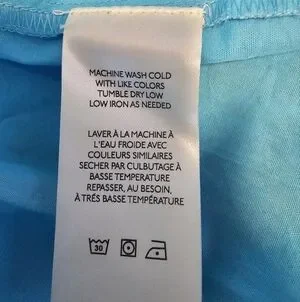 MACHINE WASH COLD
WITH LIKE COLORS
TUMBLE DRY LOW
LOW IRON AS NEEDED
LAVER À LA MACHINE À
L'EAU FROIDE AVEC
COULEURS SIMILAIRES
SECHER PAR CULBUTAGE À
BASSE TEMPERATURE
REPASSER, AU BESOIN,
À TRÉS BASSE TEMPÉRATURE
30